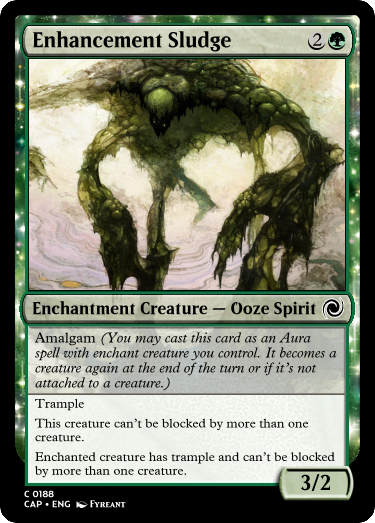 Enhancement Sludge 2
Enchantment Creature — Ooze Spirit
Amalgam (You may cast this card as an Aura
spell with enchant creature you control. It becomes a
creature again at the end of the turn or if it's not
attached to a creature.)
Trample
This creature can't be blocked by more than one
creature.
Enchanted creature has trample and can't be blocked
by more than one creature.
3/2
C 0188
CAP • ENG FYREANT